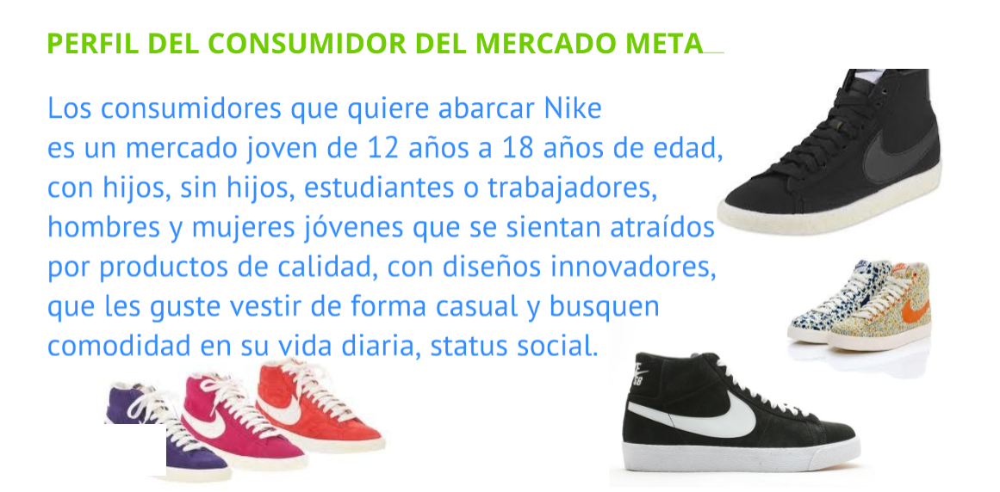 PERFIL DEL CONSUMIDOR DEL MERCADO META
Los consumidores que quiere abarcar Nike
es un mercado joven de 12 años a 18 años de edad,
con hijos, sin hijos, estudiantes o trabajadores,
hombres y mujeres jóvenes que se sientan atraídos
por productos de calidad, con diseños innovadores,
que les guste vestir de forma casual y busquen
comodidad en su vida diaria, status social.
SB